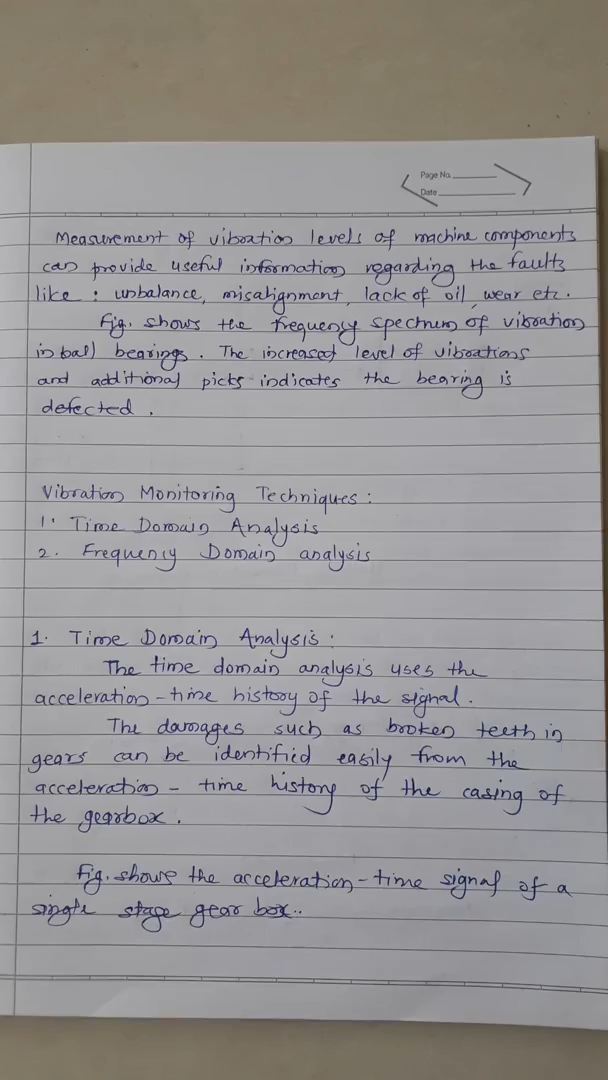 Page No.
Date
Measurement of vibration levels of machine components
can provide useful information regarding the faults
like : unbalance, misalignment, lack of oil, wear etc.
Fig. shows the frequency spectrum of vibration
in ball bearings. The increased level of vibrations
and additional picks indicates the bearing is
defected.
Vibration Monitoring Techniques :
1. Time Domain Analysis
2. Frequency Domain analysis
1. Time Domain Analysis :
The time domain analysis uses the
acceleration - time history of the signal.
The damages such as broken teeth in
gears can be identified easily from the
acceleration - time history of the casing of
the gearbox.
Fig. shows the acceleration - time signal of a
single stage gear box..